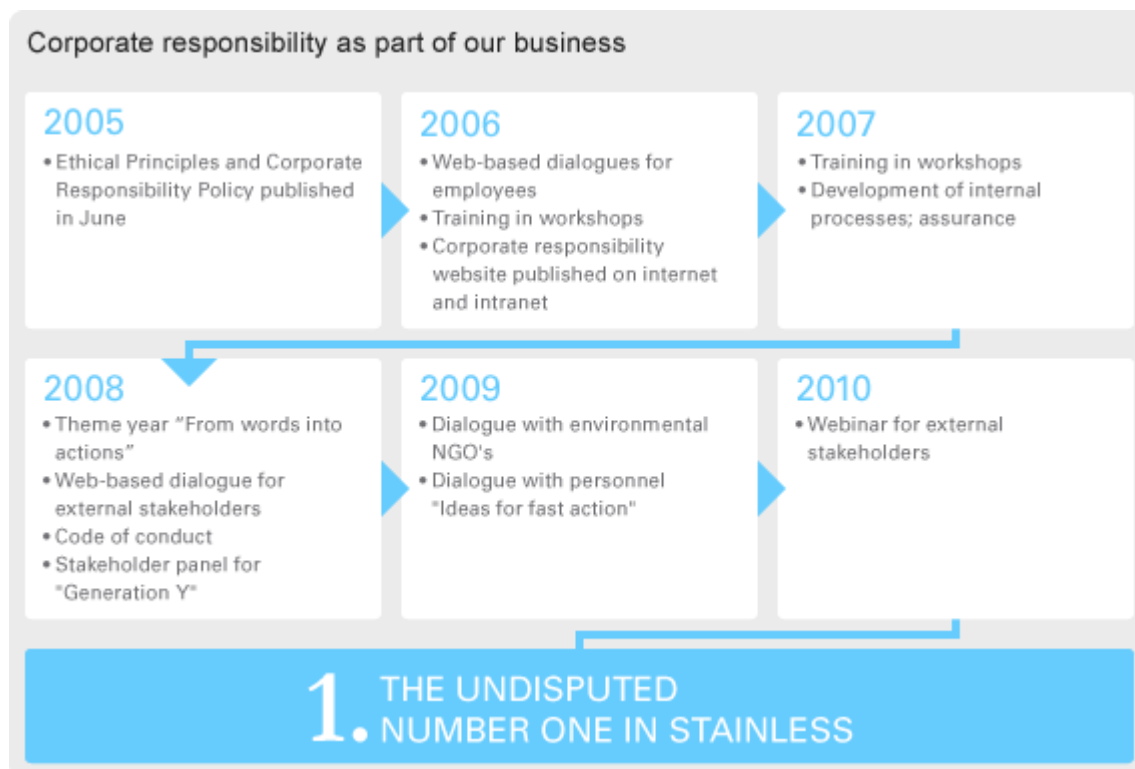 Corporate responsibility as part of our business
2005
• Ethical Principles and Corporate
Responsibility Policy published
in June
2006
• Web-based dialogues for
employees
• Training in workshops
• Corporate responsibility
website published on internet
and intranet
2007
• Training in workshops
• Development of internal
processes; assurance
2008
• Theme year “From words into
actions”
• Web-based dialogue for
external stakeholders
• Code of conduct
• Stakeholder panel for
"Generation Y"
2009
• Dialogue with environmental
NGO's
• Dialogue with personnel
"Ideas for fast action"
2010
• Webinar for external
stakeholders
1. THE UNDISPUTED
NUMBER ONE IN STAINLESS